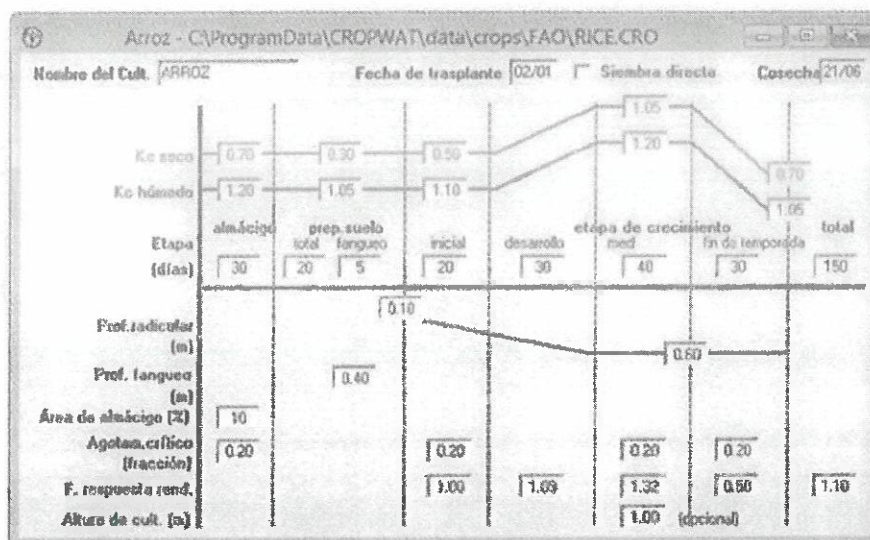 Arroz - C:\ProgramData\CROPWAT\data\crops\FAO\RICE.CRO
Nombre del Cult. ARROZ Fecha de trasplante 02/01 Siembra directa Cosecha 21/06
1.05
Kc seco 0.70 0.30 0.50 0.70
1.20
Kc húmedo 1.20 1.05 1.10 1.05
almácigo prep.suelo etapa de crecimiento total
Etapa total fangueo inicial desarrollo med fin de temporada
(días) 30 20 5 20 30 40 30 150
0.10
Prof.radicular
(m) 0.60
Prof. fangueo 0.40
(m)
Área de almácigo (%) 10
Agotam.crítico 0.20 0.20 0.20 0.20
(fracción)
F. respuesta rend. 1.00 1.09 1.32 0.50 1.10
Altura de cult. (m) 1.00 (opcional)